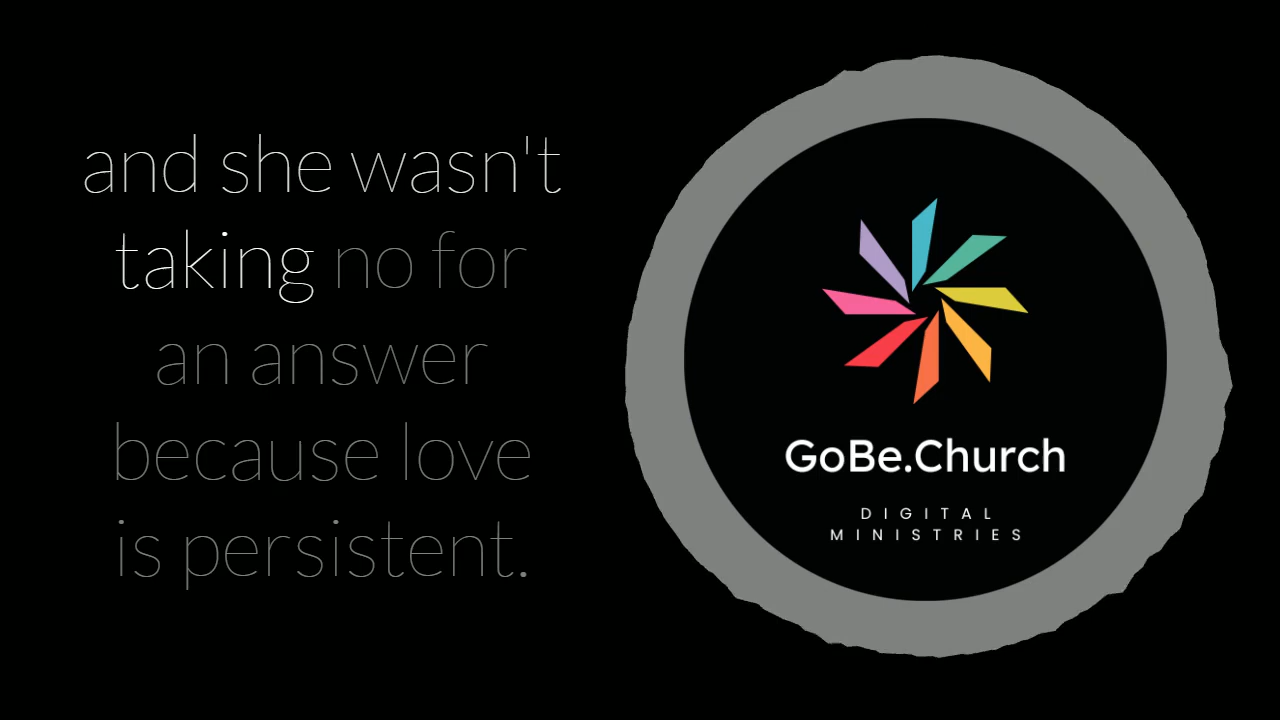 and she wasn't
taking no for
an answer
because love
is persistent.
GoBe.Church
DIGITAL
MINISTRIES